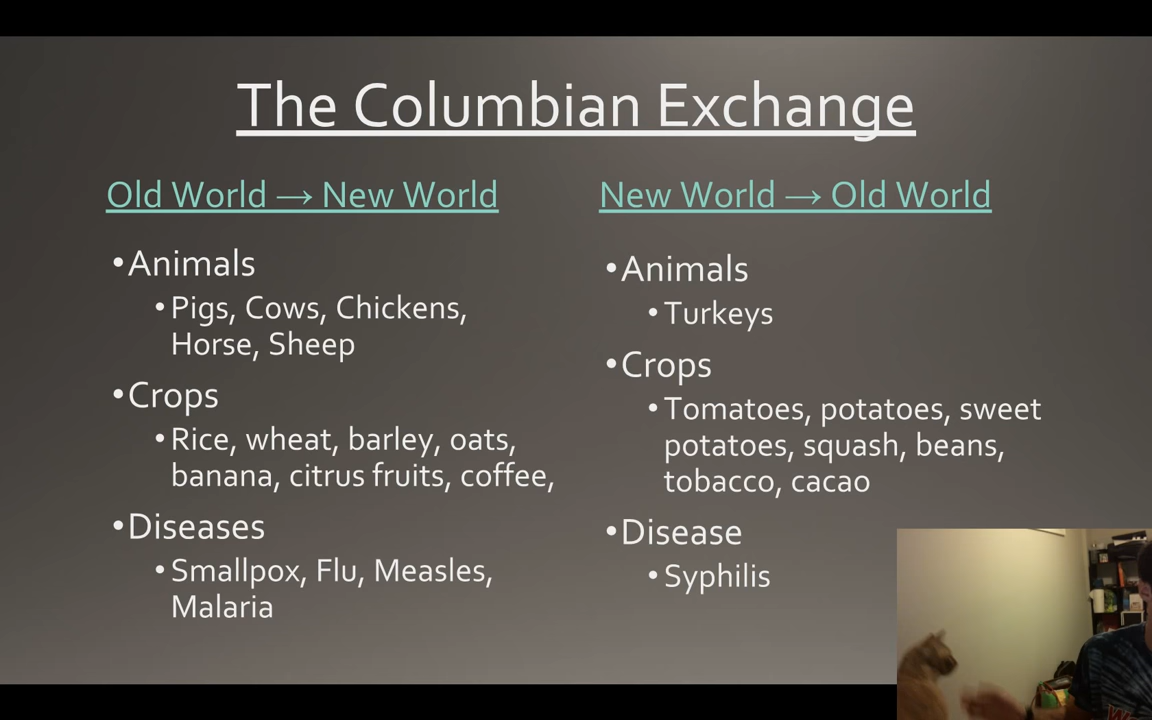 The Columbian Exchange
Old World → New World
•Animals
•Pigs, Cows, Chickens,
Horse, Sheep
•Crops
•Rice, wheat, barley, oats,
banana, citrus fruits, coffee,
•Diseases
•Smallpox, Flu, Measles,
Malaria
New World → Old World
•Animals
•Turkeys
•Crops
•Tomatoes, potatoes, sweet
potatoes, squash, beans,
tobacco, cacao
•Disease
•Syphilis